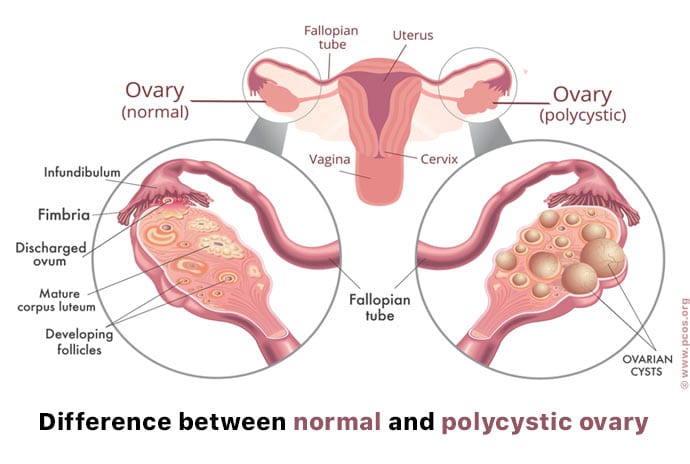 Fallopian
tube
Uterus
Ovary
(normal)
Ovary
(polycystic)
Vagina
Cervix
Infundibulum
Fimbria
Discharged
ovum
Mature
corpus luteum
Developing
follicles
Fallopian
tube
OVARIAN
CYSTS
© www.pcos.org
Difference between normal and polycystic ovary